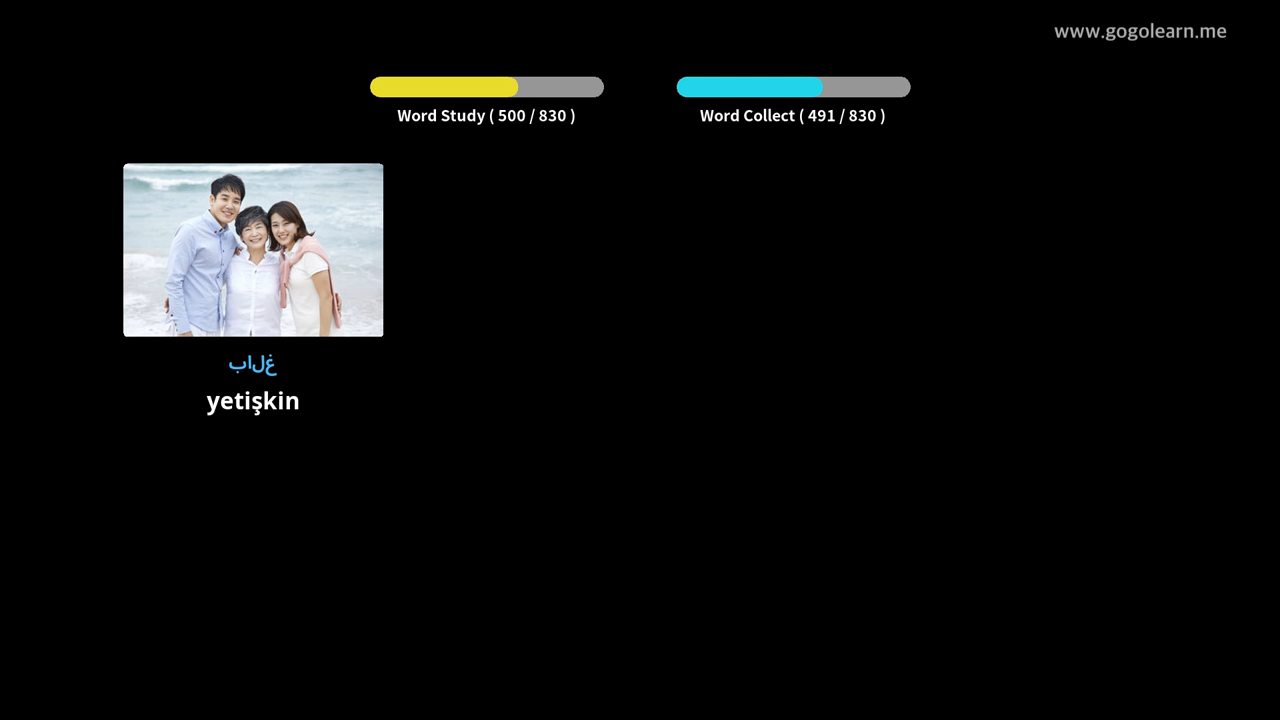 www.gogolearn.me
Word Study ( 500 / 830 )
Word Collect ( 491 / 830 )
بالغ
yetişkin